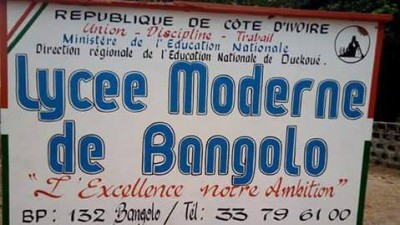 REPUBLIQUE DE CÔTE D'IVOIRE
Union - Discipline - Travail
Ministère de l'Education Nationale
Direction régionale de l'Education Nationale de Duekoué.
Lycee Moderne
de Bangolo
"L'Excellence notre Ambition"
BP: 132 Bangolo / Tél: 33 79 61 00